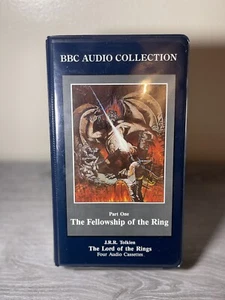 BBC AUDIO COLLECTION
Part One
The Fellowship of the Ring
J.R.R. Tolkien
The Lord of the Rings
Four Audio Cassettes